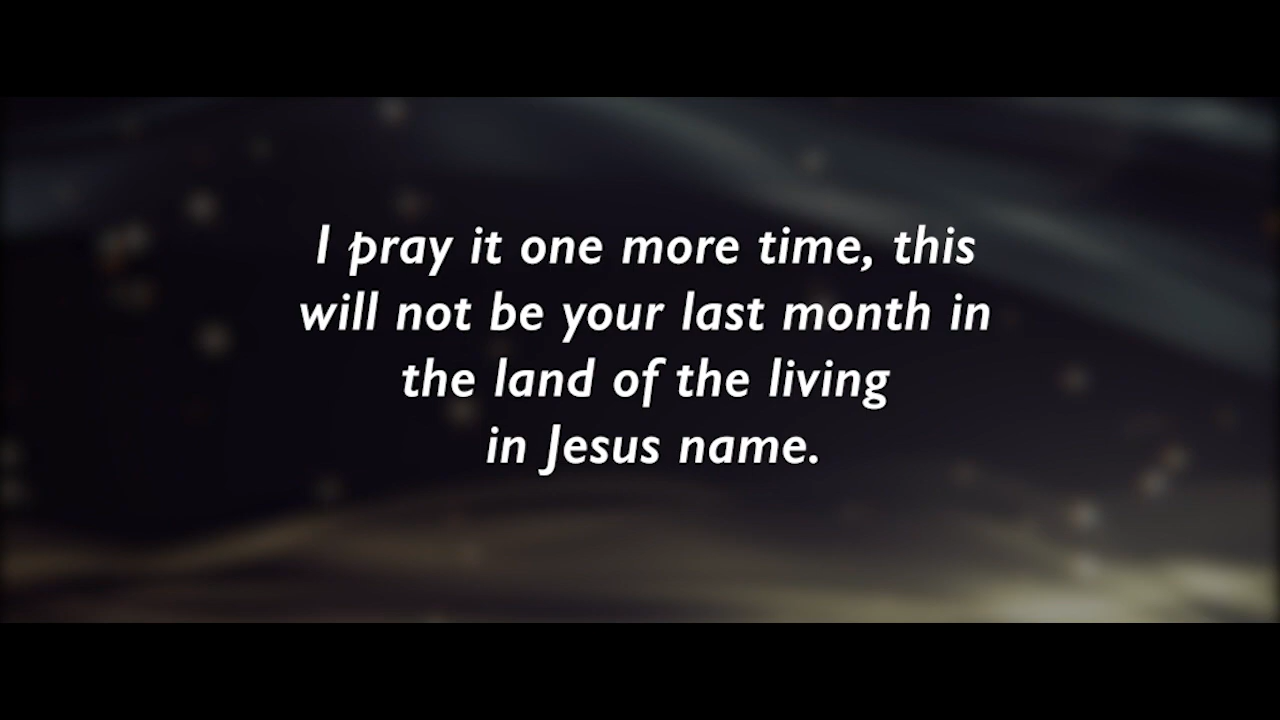 I pray it one more time, this
will not be your last month in
the land of the living
in Jesus name.